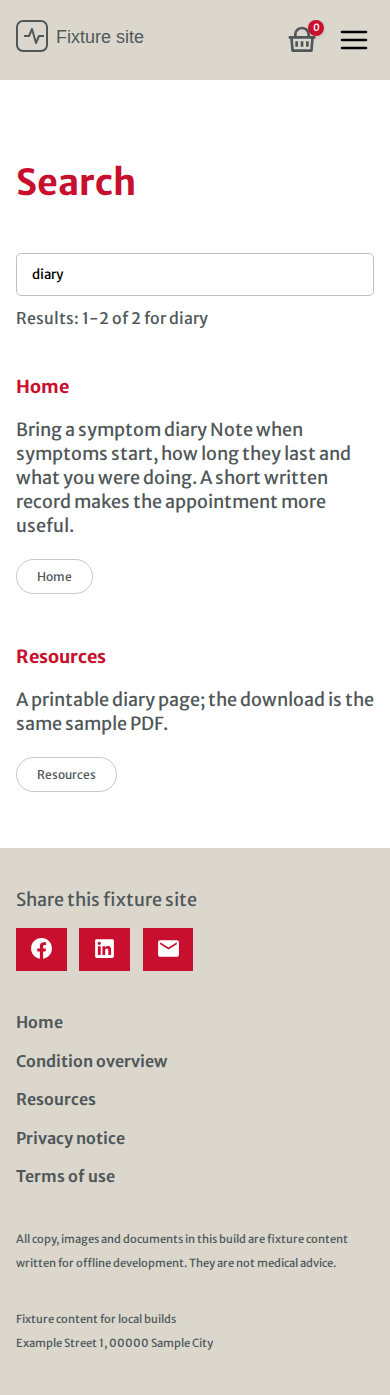 Fixture site
0
Search
diary
Results: 1-2 of 2 for diary
Home
Bring a symptom diary Note when
symptoms start, how long they last and
what you were doing. A short written
record makes the appointment more
useful.
Home
Resources
A printable diary page; the download is the
same sample PDF.
Resources
Share this fixture site
Home
Condition overview
Resources
Privacy notice
Terms of use
All copy, images and documents in this build are fixture content
written for offline development. They are not medical advice.
Fixture content for local builds
Example Street 1, 00000 Sample City